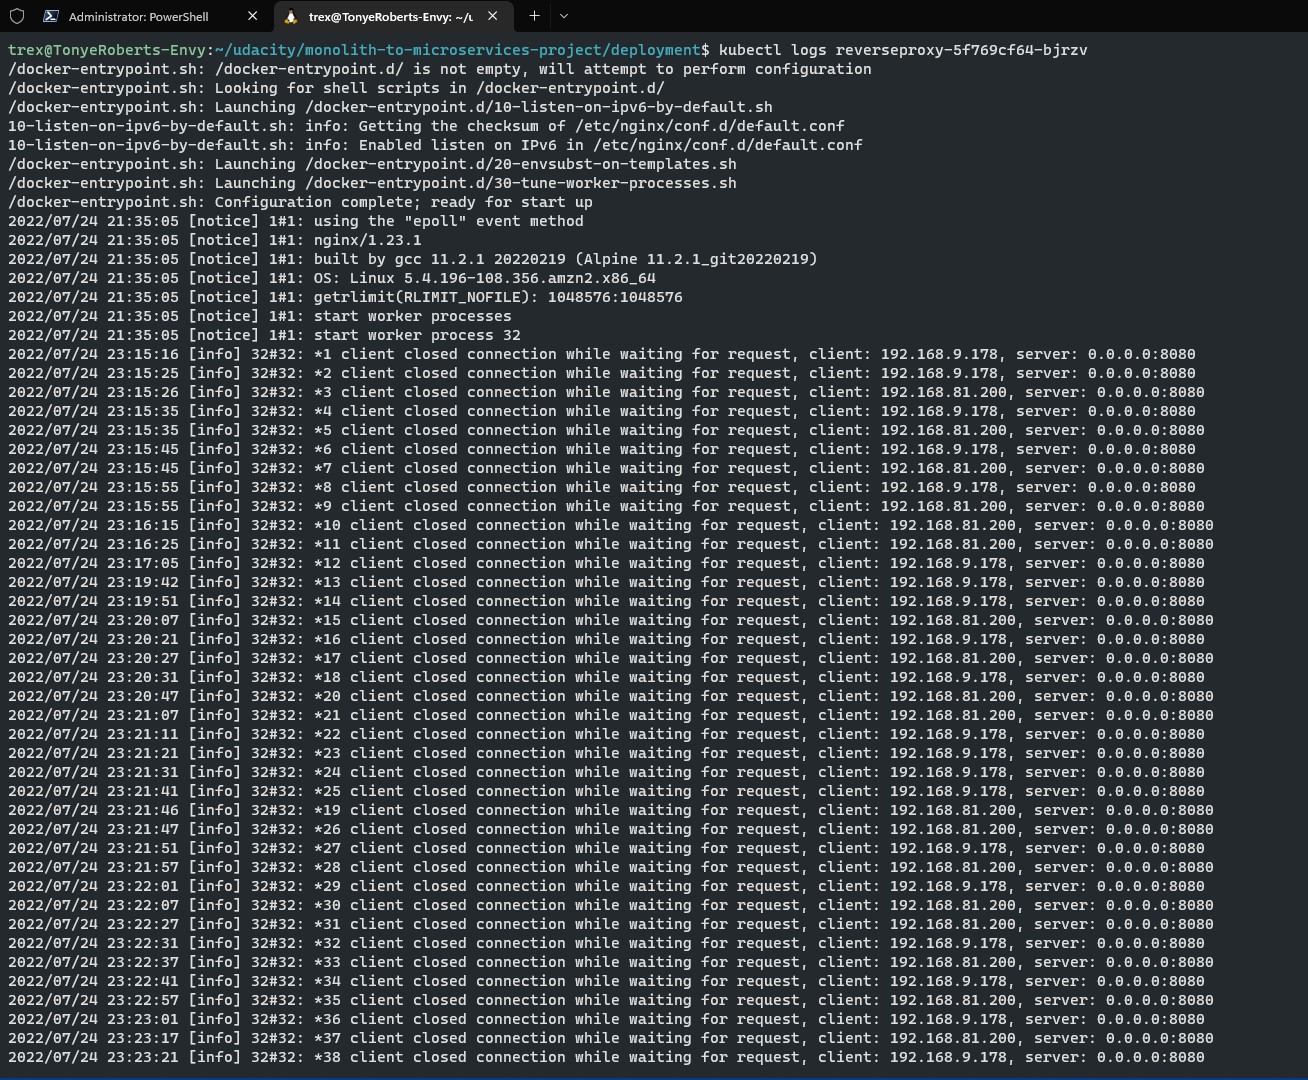 Administrator: PowerShell
trex@TonyeRoberts-Envy: ~/u
trex@TonyeRoberts-Envy:~/udacity/monolith-to-microservices-project/deployment$ kubectl logs reverseproxy-5f769cf64-bjrzv
/docker-entrypoint.sh: /docker-entrypoint.d/ is not empty, will attempt to perform configuration
/docker-entrypoint.sh: Looking for shell scripts in /docker-entrypoint.d/
/docker-entrypoint.sh: Launching /docker-entrypoint.d/10-listen-on-ipv6-by-default.sh
10-listen-on-ipv6-by-default.sh: info: Getting the checksum of /etc/nginx/conf.d/default.conf
10-listen-on-ipv6-by-default.sh: info: Enabled listen on IPv6 in /etc/nginx/conf.d/default.conf
/docker-entrypoint.sh: Launching /docker-entrypoint.d/20-envsubst-on-templates.sh
/docker-entrypoint.sh: Launching /docker-entrypoint.d/30-tune-worker-processes.sh
/docker-entrypoint.sh: Configuration complete; ready for start up
2022/07/24 21:35:05 [notice] 1#1: using the "epoll" event method
2022/07/24 21:35:05 [notice] 1#1: nginx/1.23.1
2022/07/24 21:35:05 [notice] 1#1: built by gcc 11.2.1 20220219 (Alpine 11.2.1_git20220219)
2022/07/24 21:35:05 [notice] 1#1: OS: Linux 5.4.196-108.356.amzn2.x86_64
2022/07/24 21:35:05 [notice] 1#1: getrlimit(RLIMIT_NOFILE): 1048576:1048576
2022/07/24 21:35:05 [notice] 1#1: start worker processes
2022/07/24 21:35:05 [notice] 1#1: start worker process 32
2022/07/24 23:15:16 [info] 32#32: *1 client closed connection while waiting for request, client: 192.168.9.178, server: 0.0.0.0:8080
2022/07/24 23:15:25 [info] 32#32: *2 client closed connection while waiting for request, client: 192.168.9.178, server: 0.0.0.0:8080
2022/07/24 23:15:26 [info] 32#32: *3 client closed connection while waiting for request, client: 192.168.81.200, server: 0.0.0.0:8080
2022/07/24 23:15:35 [info] 32#32: *4 client closed connection while waiting for request, client: 192.168.9.178, server: 0.0.0.0:8080
2022/07/24 23:15:35 [info] 32#32: *5 client closed connection while waiting for request, client: 192.168.81.200, server: 0.0.0.0:8080
2022/07/24 23:15:45 [info] 32#32: *6 client closed connection while waiting for request, client: 192.168.9.178, server: 0.0.0.0:8080
2022/07/24 23:15:45 [info] 32#32: *7 client closed connection while waiting for request, client: 192.168.81.200, server: 0.0.0.0:8080
2022/07/24 23:15:55 [info] 32#32: *8 client closed connection while waiting for request, client: 192.168.9.178, server: 0.0.0.0:8080
2022/07/24 23:15:55 [info] 32#32: *9 client closed connection while waiting for request, client: 192.168.81.200, server: 0.0.0.0:8080
2022/07/24 23:16:15 [info] 32#32: *10 client closed connection while waiting for request, client: 192.168.81.200, server: 0.0.0.0:8080
2022/07/24 23:16:25 [info] 32#32: *11 client closed connection while waiting for request, client: 192.168.81.200, server: 0.0.0.0:8080
2022/07/24 23:17:05 [info] 32#32: *12 client closed connection while waiting for request, client: 192.168.9.178, server: 0.0.0.0:8080
2022/07/24 23:19:42 [info] 32#32: *13 client closed connection while waiting for request, client: 192.168.9.178, server: 0.0.0.0:8080
2022/07/24 23:19:51 [info] 32#32: *14 client closed connection while waiting for request, client: 192.168.9.178, server: 0.0.0.0:8080
2022/07/24 23:20:07 [info] 32#32: *15 client closed connection while waiting for request, client: 192.168.81.200, server: 0.0.0.0:8080
2022/07/24 23:20:21 [info] 32#32: *16 client closed connection while waiting for request, client: 192.168.9.178, server: 0.0.0.0:8080
2022/07/24 23:20:27 [info] 32#32: *17 client closed connection while waiting for request, client: 192.168.81.200, server: 0.0.0.0:8080
2022/07/24 23:20:31 [info] 32#32: *18 client closed connection while waiting for request, client: 192.168.9.178, server: 0.0.0.0:8080
2022/07/24 23:20:47 [info] 32#32: *20 client closed connection while waiting for request, client: 192.168.81.200, server: 0.0.0.0:8080
2022/07/24 23:21:07 [info] 32#32: *21 client closed connection while waiting for request, client: 192.168.81.200, server: 0.0.0.0:8080
2022/07/24 23:21:11 [info] 32#32: *22 client closed connection while waiting for request, client: 192.168.9.178, server: 0.0.0.0:8080
2022/07/24 23:21:21 [info] 32#32: *23 client closed connection while waiting for request, client: 192.168.9.178, server: 0.0.0.0:8080
2022/07/24 23:21:31 [info] 32#32: *24 client closed connection while waiting for request, client: 192.168.9.178, server: 0.0.0.0:8080
2022/07/24 23:21:41 [info] 32#32: *25 client closed connection while waiting for request, client: 192.168.9.178, server: 0.0.0.0:8080
2022/07/24 23:21:46 [info] 32#32: *19 client closed connection while waiting for request, client: 192.168.81.200, server: 0.0.0.0:8080
2022/07/24 23:21:47 [info] 32#32: *26 client closed connection while waiting for request, client: 192.168.81.200, server: 0.0.0.0:8080
2022/07/24 23:21:51 [info] 32#32: *27 client closed connection while waiting for request, client: 192.168.9.178, server: 0.0.0.0:8080
2022/07/24 23:21:57 [info] 32#32: *28 client closed connection while waiting for request, client: 192.168.81.200, server: 0.0.0.0:8080
2022/07/24 23:22:01 [info] 32#32: *29 client closed connection while waiting for request, client: 192.168.9.178, server: 0.0.0.0:8080
2022/07/24 23:22:07 [info] 32#32: *30 client closed connection while waiting for request, client: 192.168.81.200, server: 0.0.0.0:8080
2022/07/24 23:22:27 [info] 32#32: *31 client closed connection while waiting for request, client: 192.168.81.200, server: 0.0.0.0:8080
2022/07/24 23:22:31 [info] 32#32: *32 client closed connection while waiting for request, client: 192.168.9.178, server: 0.0.0.0:8080
2022/07/24 23:22:37 [info] 32#32: *33 client closed connection while waiting for request, client: 192.168.81.200, server: 0.0.0.0:8080
2022/07/24 23:22:41 [info] 32#32: *34 client closed connection while waiting for request, client: 192.168.9.178, server: 0.0.0.0:8080
2022/07/24 23:22:57 [info] 32#32: *35 client closed connection while waiting for request, client: 192.168.81.200, server: 0.0.0.0:8080
2022/07/24 23:23:01 [info] 32#32: *36 client closed connection while waiting for request, client: 192.168.9.178, server: 0.0.0.0:8080
2022/07/24 23:23:17 [info] 32#32: *37 client closed connection while waiting for request, client: 192.168.81.200, server: 0.0.0.0:8080
2022/07/24 23:23:21 [info] 32#32: *38 client closed connection while waiting for request, client: 192.168.9.178, server: 0.0.0.0:8080